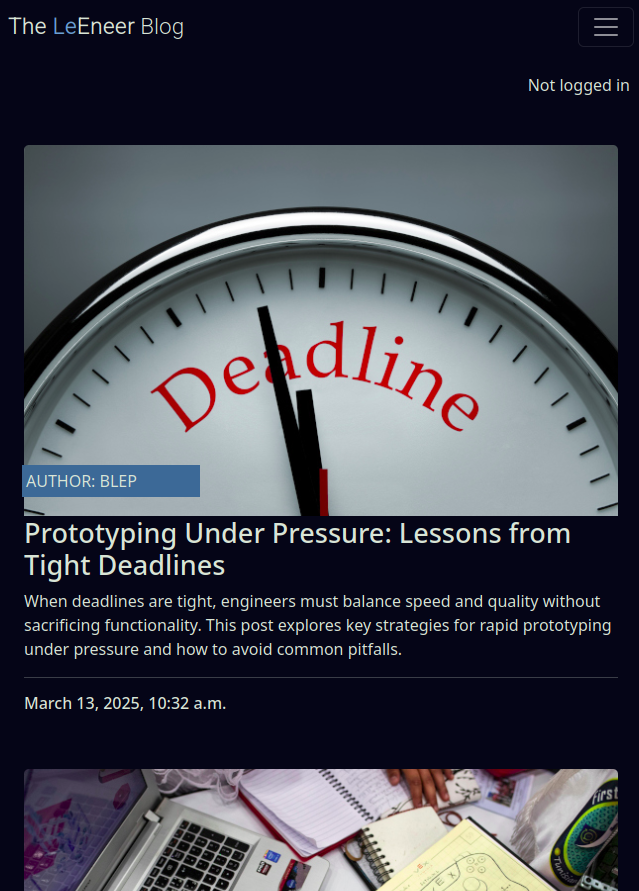 The LeEneer Blog
Not logged in
Deadline
AUTHOR: BLEP
Prototyping Under Pressure: Lessons from
Tight Deadlines
When deadlines are tight, engineers must balance speed and quality without
sacrificing functionality. This post explores key strategies for rapid prototyping
under pressure and how to avoid common pitfalls.
March 13, 2025, 10:32 a.m.
first
Tunisia